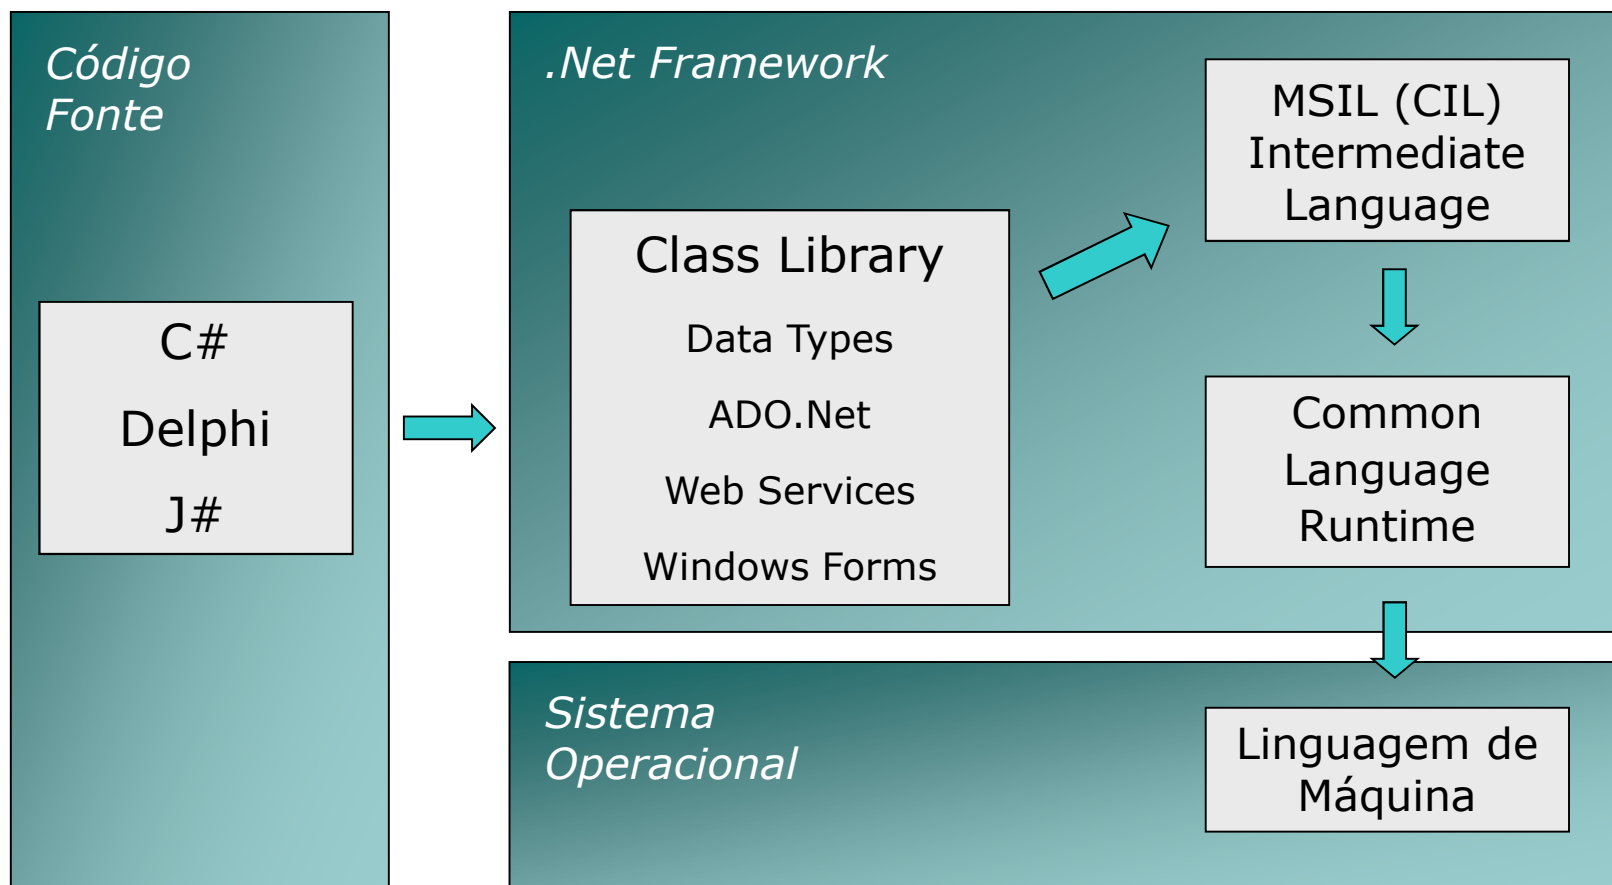 Código
Fonte
C#
Delphi
J#
.Net Framework
Class Library
Data Types
ADO.Net
Web Services
Windows Forms
MSIL (CIL)
Intermediate
Language
Common
Language
Runtime
Sistema
Operacional
Linguagem de
Máquina